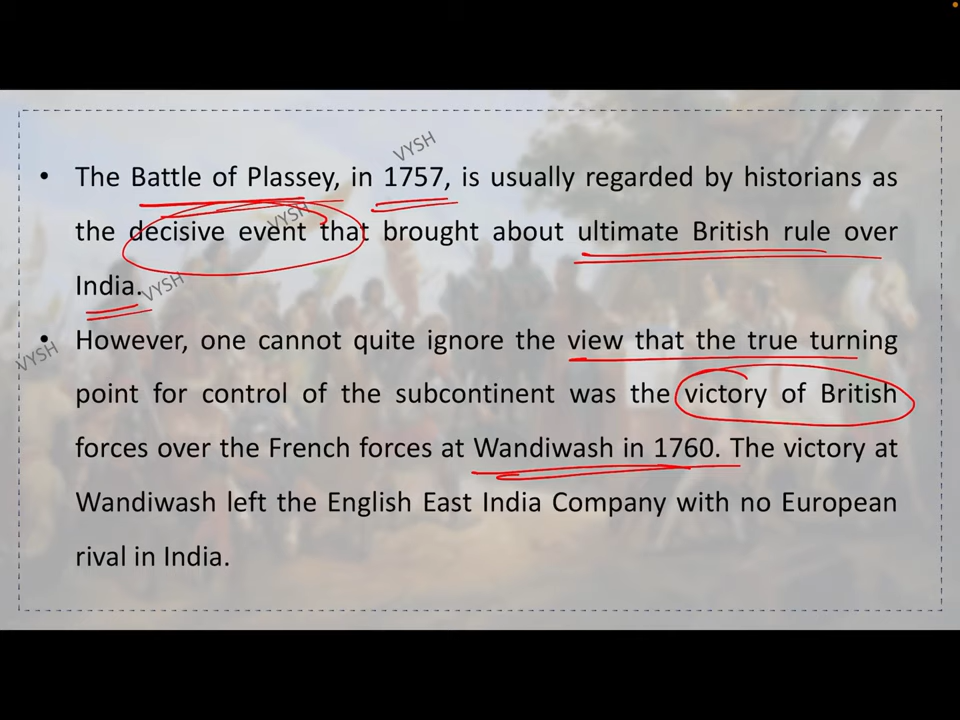 VYSH
• The Battle of Plassey, in 1757, is usually regarded by historians as
VYSH
the decisive event that brought about ultimate British rule over
India.
VYSH
• However, one cannot quite ignore the view that the true turning
VYSH
point for control of the subcontinent was the victory of British
forces over the French forces at Wandiwash in 1760. The victory at
Wandiwash left the English East India Company with no European
rival in India.